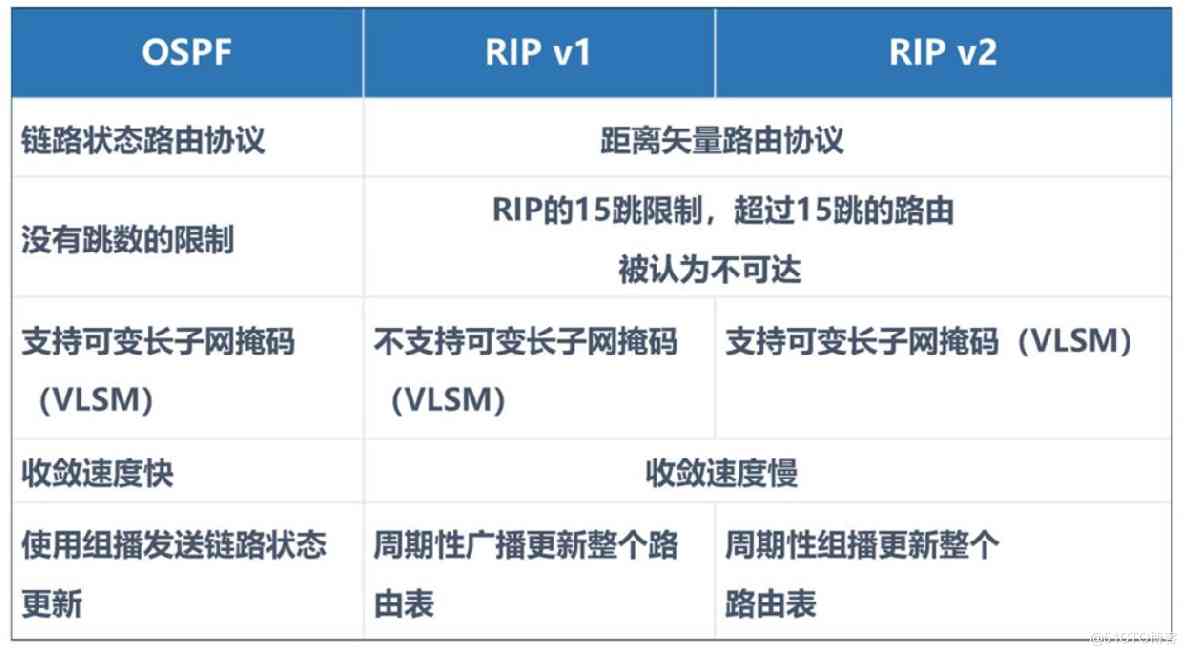 OSPF RIP v1 RIP v2
链路状态路由协议 距离矢量路由协议
没有跳数的限制 RIP的15跳限制，超过15跳的路由
被认为不可达
支持可变长子网掩码 不支持可变长子网掩码 支持可变长子网掩码（VLSM）
（VLSM） （VLSM）
收敛速度快 收敛速度慢
使用组播发送链路状态 周期性广播更新整个路 周期性组播更新整个
更新 由表 路由表
@51CTO博客